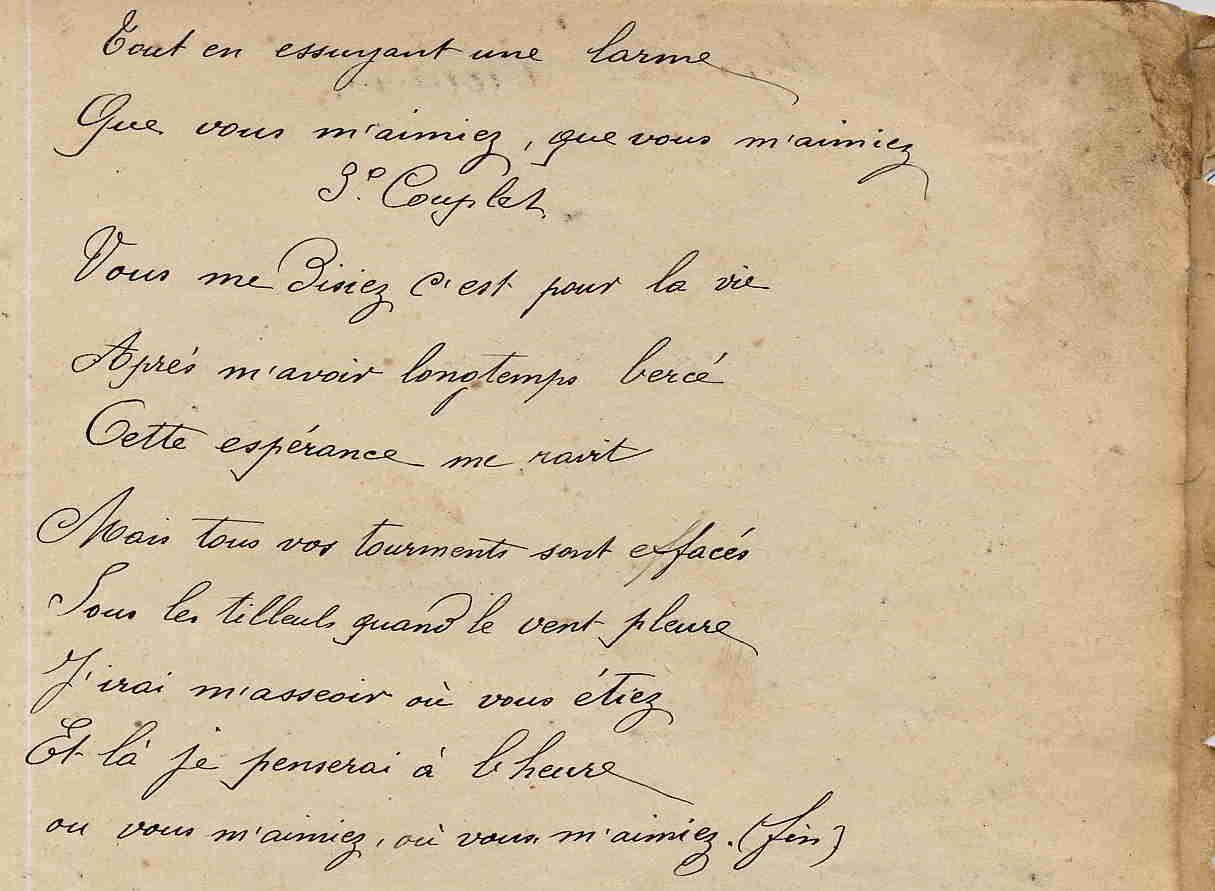 Tout en essuyant une larme
Que vous m'aimiez, que vous m'aimiez
3e. Couplet
Vous me disiez c'est pour la vie
Après m'avoir longtemps bercé
Cette espérance me ravit
Mais tous vos tourments sont effacés
Sous les tilleuls quand le vent pleure
J'irai m'asseoir où vous étiez
Et là je penserai à l'heure
ou vous m'aimiez, où vous m'aimiez. (fin)